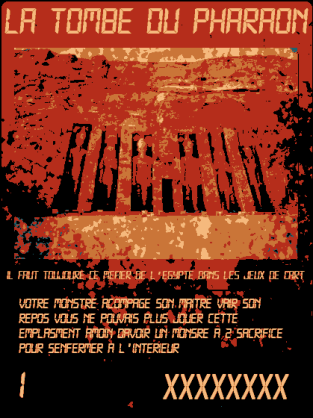 LA TOMBE DU PHARAON
IL FAUT TOUJOURE CE MEFIER DE L'EGYPTE DANS LES JEUX DE CART
VOTRE MONSTRE ACOMPAGE SON MAITRE VAIR SON
REPOS VOUS NE POUVAIS PLUS JOUER CETTE
EMPLASMENT AMOIN DAVOIR UN MONSRE A 2 SACRIFICE
POUR SENFERMER A L'INTERIEUR
1 XXXXXXXX